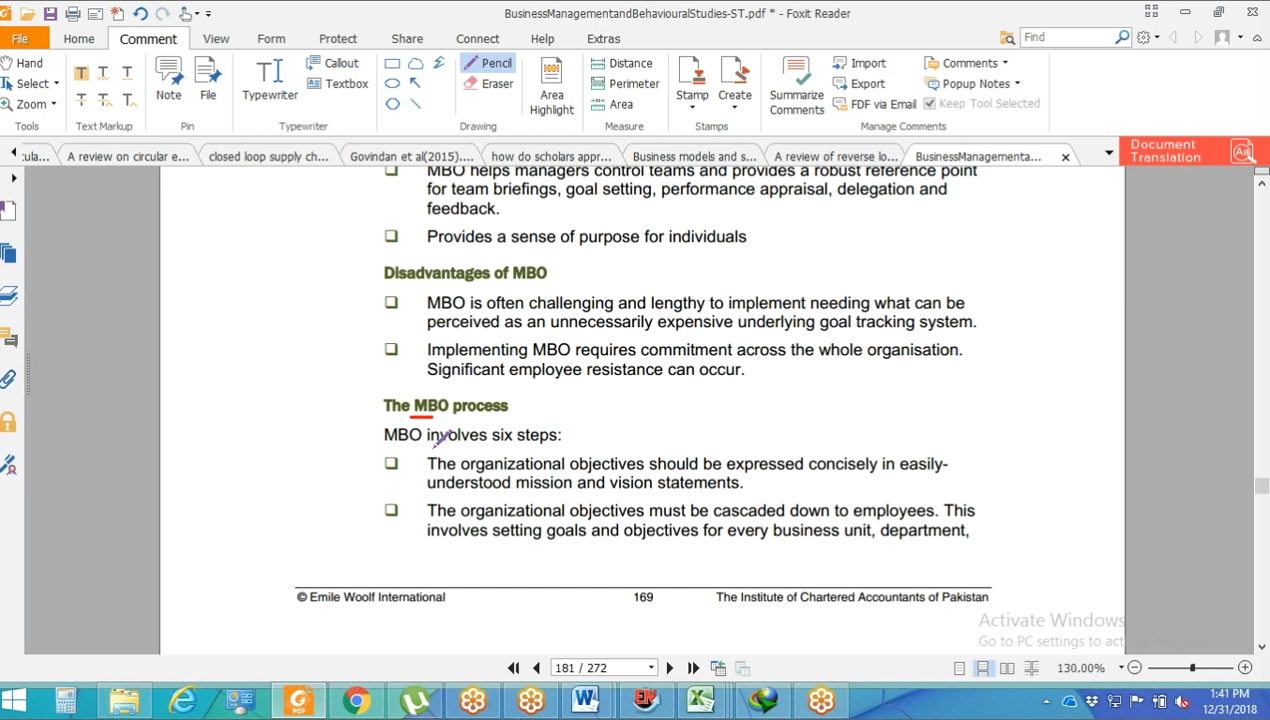 BusinessManagementandBehaviouralStudies-ST.pdf * - Foxit Reader
File Home Comment View Form Protect Share Connect Help Extras Find
Hand
Select
Zoom
Tools
Text Markup
Note
File
Pin
Typewriter
Callout
Textbox
Typewriter
Pencil
Eraser
Area
Highlight
Drawing
Distance
Perimeter
Area
Measure
Stamp
Create
Stamps
Summarize
Comments
Import
Export
FDF via Email
Comments
Popup Notes
Keep Tool Selected
Manage Comments
cula... A review on circular e... closed loop supply ch... Govindan et al(2015).... how do scholars appr... Business models and s... A review of reverse lo... BusinessManagementa...
Document
Translation
MBO helps managers control teams and provides a robust reference point
for team briefings, goal setting, performance appraisal, delegation and
feedback.
Provides a sense of purpose for individuals
Disadvantages of MBO
MBO is often challenging and lengthy to implement needing what can be
perceived as an unnecessarily expensive underlying goal tracking system.
Implementing MBO requires commitment across the whole organisation.
Significant employee resistance can occur.
The MBO process
MBO involves six steps:
The organizational objectives should be expressed concisely in easily-
understood mission and vision statements.
The organizational objectives must be cascaded down to employees. This
involves setting goals and objectives for every business unit, department,
© Emile Woolf International 169 The Institute of Chartered Accountants of Pakistan
Activate Windows
Go to PC settings to act
181 / 272
130.00%
1:41 PM
12/31/2018